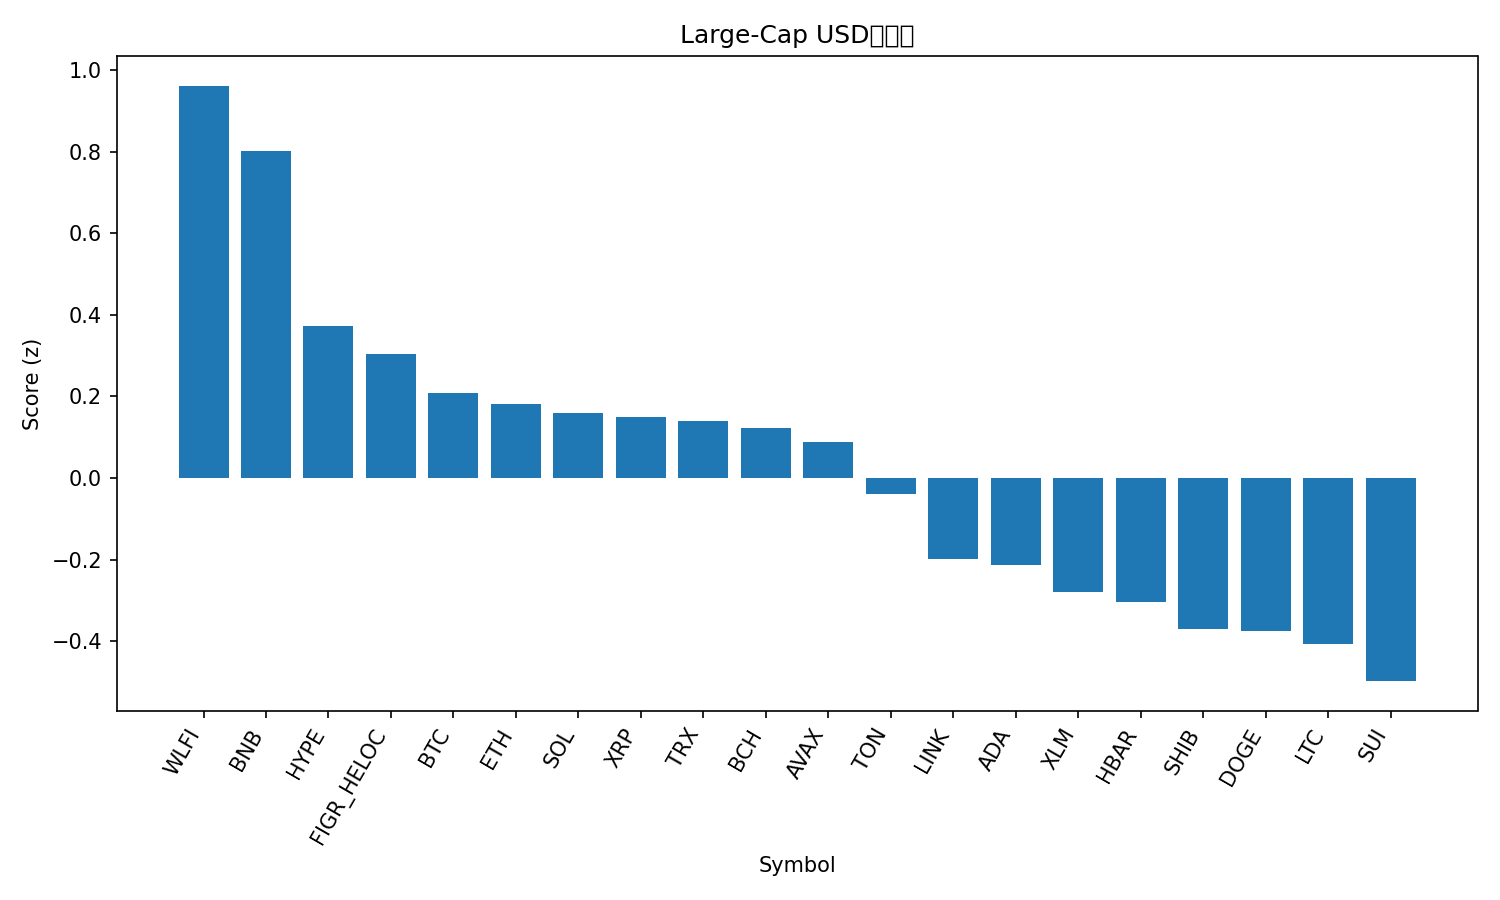 Large-Cap USD
1.0
0.8
0.6
0.4
0.2
0.0
−0.2
−0.4
Score (z)
WLFI
BNB
HYPE
FIGR_HELOC
BTC
ETH
SOL
XRP
TRX
BCH
AVAX
TON
LINK
ADA
XLM
HBAR
SHIB
DOGE
LTC
SUI
Symbol